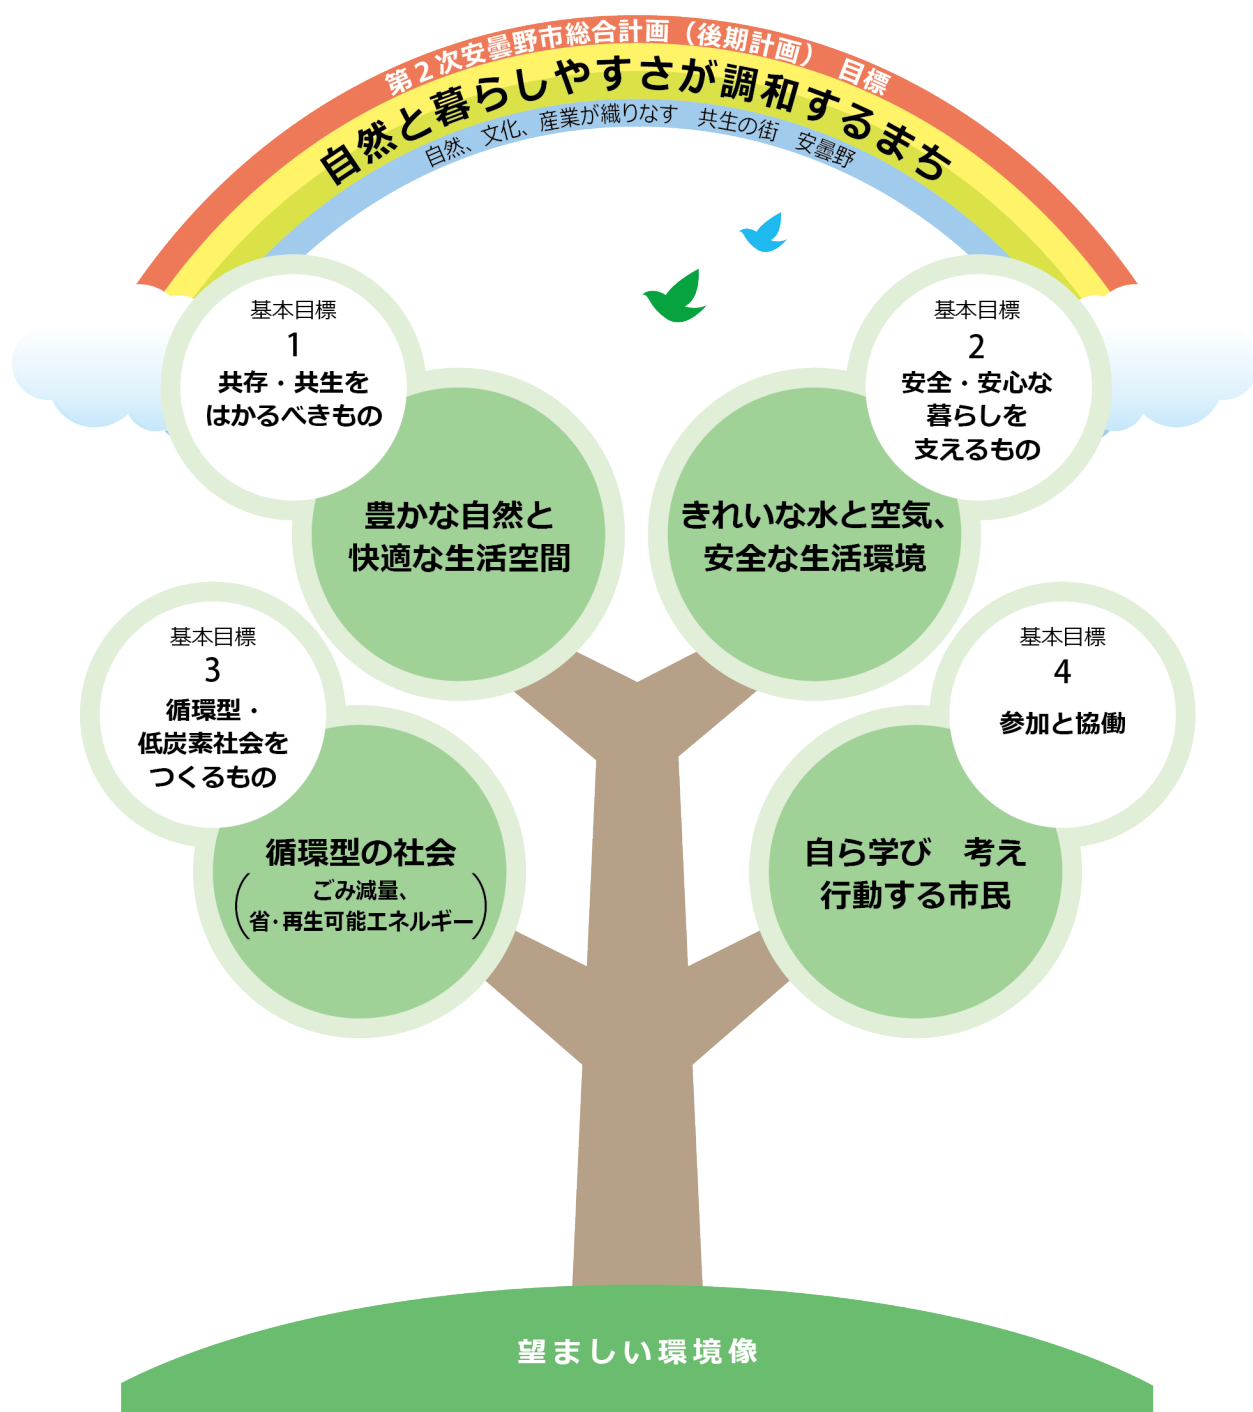 第２次安曇野市総合計画（後期計画）　目標
自然と暮らしやすさが調和するまち
自然、文化、産業が織りなす　共生の街　安曇野
基本目標
1
共存・共生を
はかるべきもの
豊かな自然と
快適な生活空間
基本目標
2
安全・安心な
暮らしを
支えるもの
きれいな水と空気、
安全な生活環境
基本目標
3
循環型・
低炭素社会を
つくるもの
循環型の社会
（ごみ減量、
省・再生可能エネルギー）
基本目標
4
参加と協働
自ら学び　考え
行動する市民
望ましい環境像